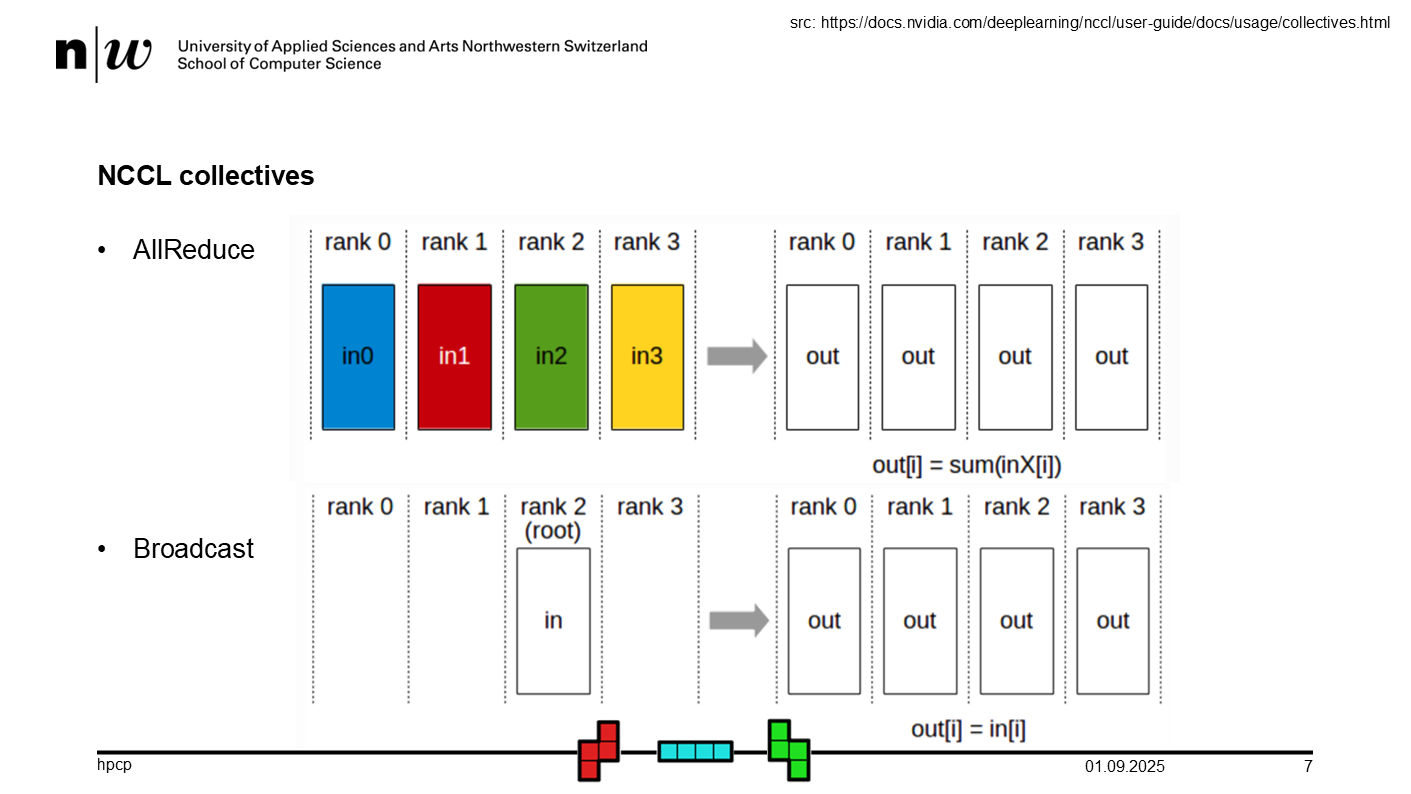 src: https://docs.nvidia.com/deeplearning/nccl/user-guide/docs/usage/collectives.html
n w University of Applied Sciences and Arts Northwestern Switzerland
School of Computer Science
NCCL collectives
• AllReduce
rank 0 rank 1 rank 2 rank 3 rank 0 rank 1 rank 2 rank 3
in0 in1 in2 in3 out out out out
out[i] = sum(inX[i])
• Broadcast
rank 0 rank 1 rank 2 rank 3 rank 0 rank 1 rank 2 rank 3
(root)
in out out out out
out[i] = in[i]
hpcp 01.09.2025 7